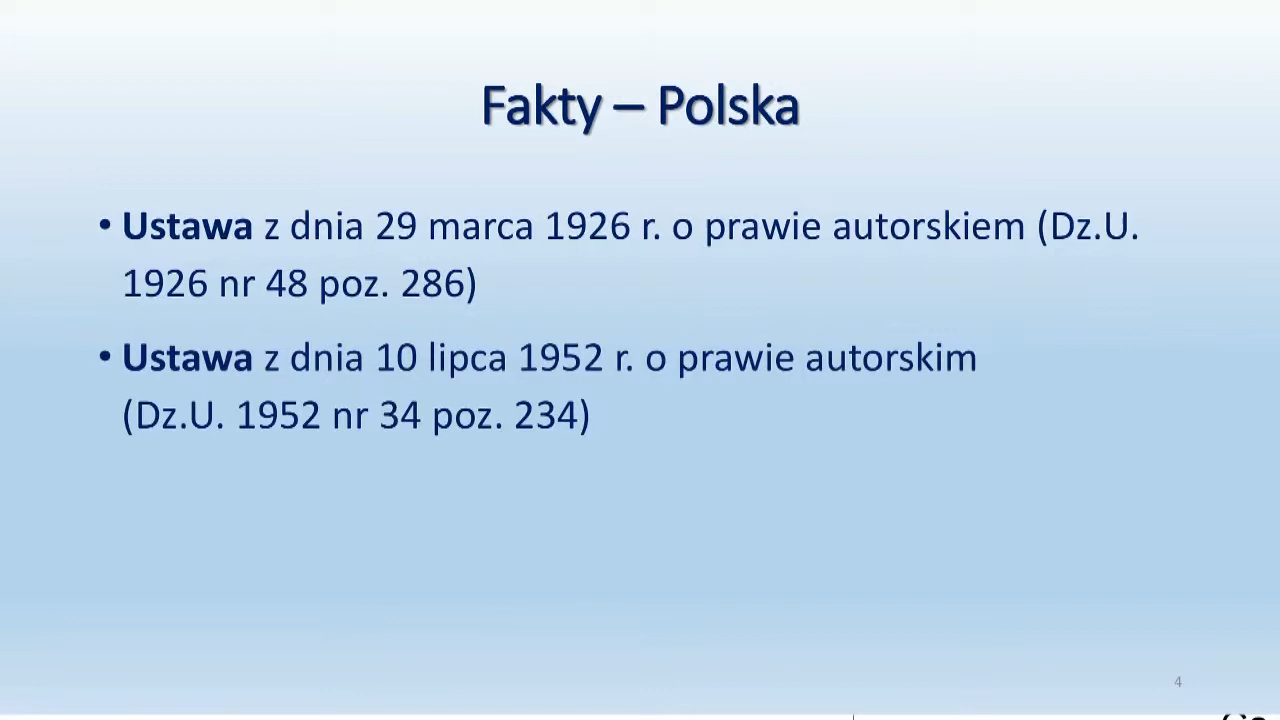 Fakty – Polska
• Ustawa z dnia 29 marca 1926 r. o prawie autorskiem (Dz.U.
1926 nr 48 poz. 286)
• Ustawa z dnia 10 lipca 1952 r. o prawie autorskim
(Dz.U. 1952 nr 34 poz. 234)
4